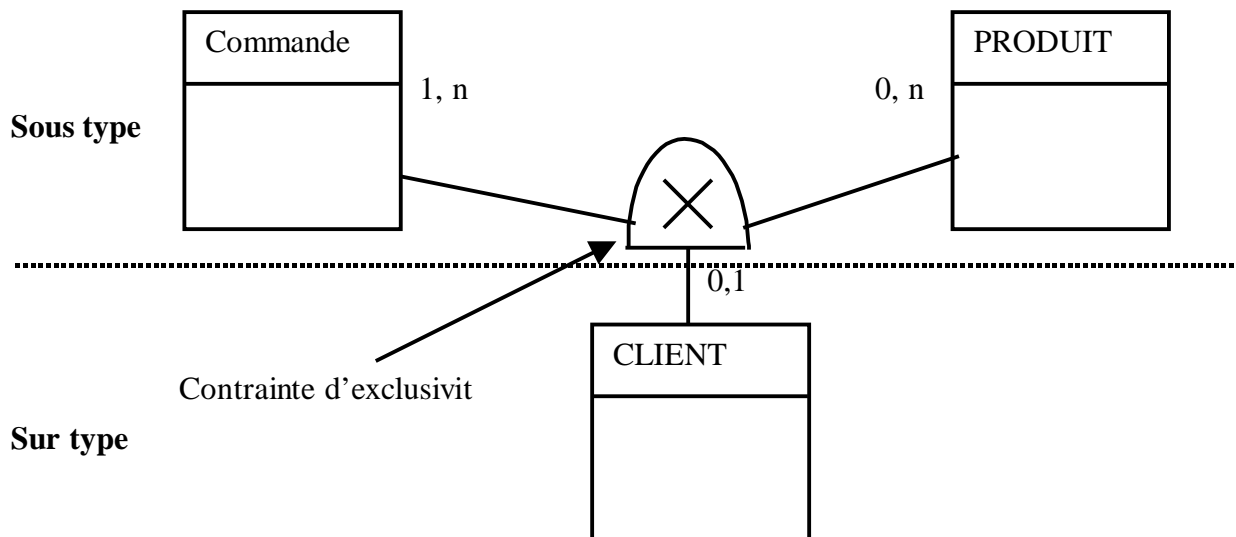 Commande
PRODUIT
1, n
0, n
Sous type
0,1
CLIENT
Contrainte d’exclusivit
Sur type